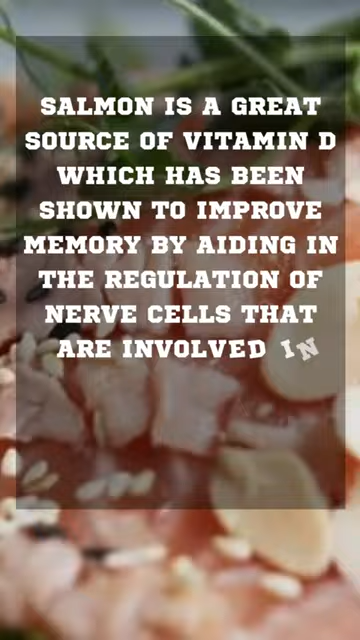 SALMON IS A GREAT
SOURCE OF VITAMIN D
WHICH HAS BEEN
SHOWN TO IMPROVE
MEMORY BY AIDING IN
THE REGULATION OF
NERVE CELLS THAT
ARE INVOLVED IN